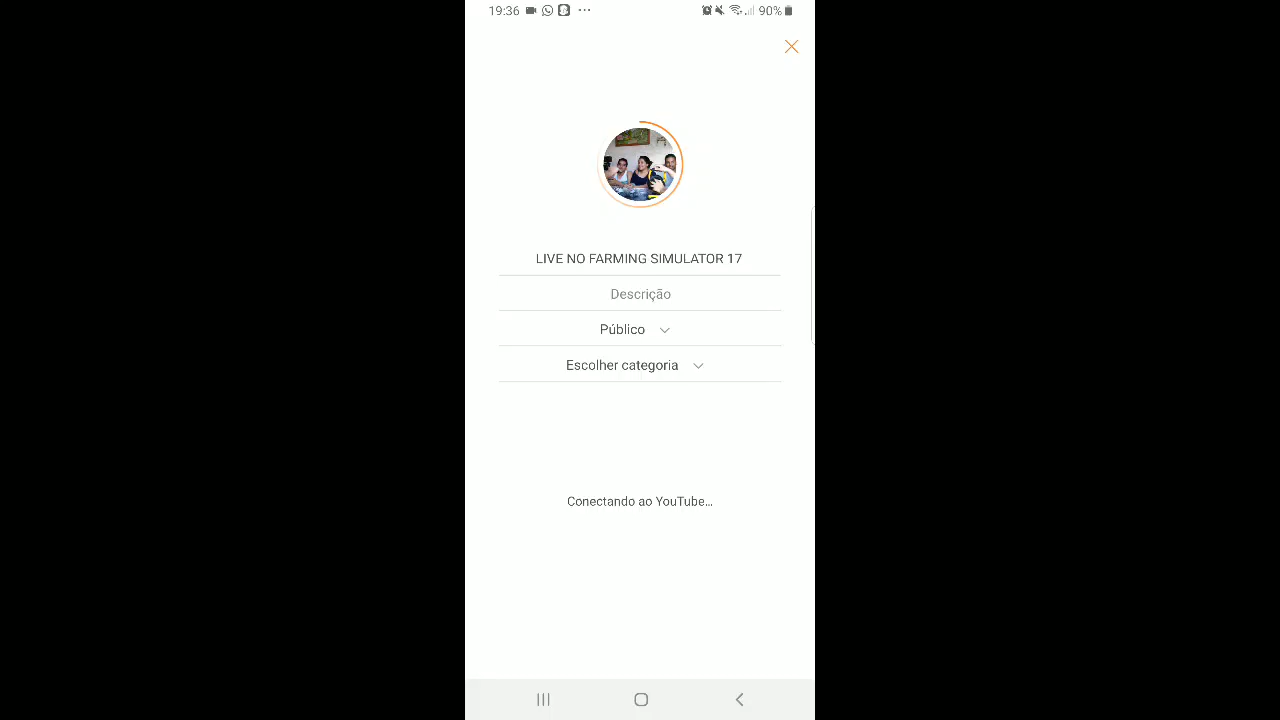 19:36 90%
LIVE NO FARMING SIMULATOR 17
Descrição
Público
Escolher categoria
Conectando ao YouTube...